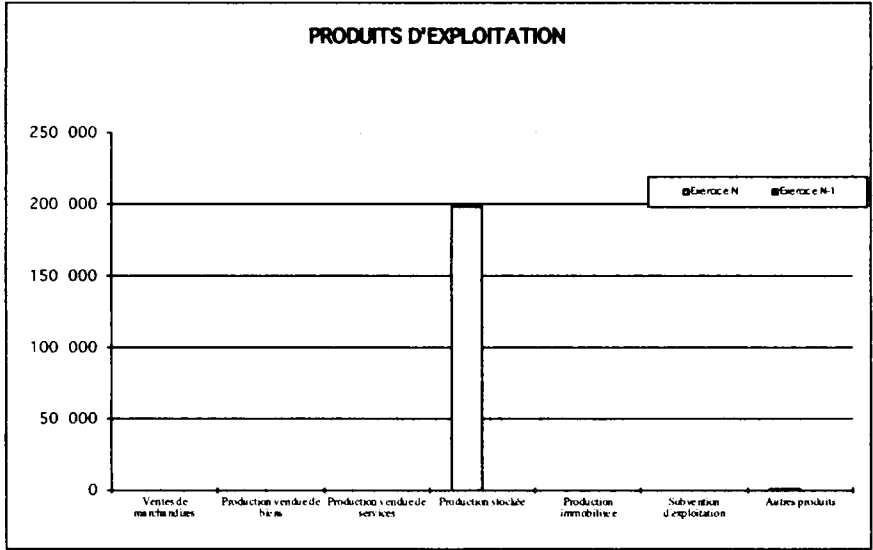 PRODUITS D'EXPLOITATION
250 000
Exercice N Exercice N-1
200 000
150 000
100 000
50 000
0
Ventes de marchandises
Production vendue de biens
Production vendue de services
Production stockée
Production immobilisée
Subvention d'exploitation
Autres produits